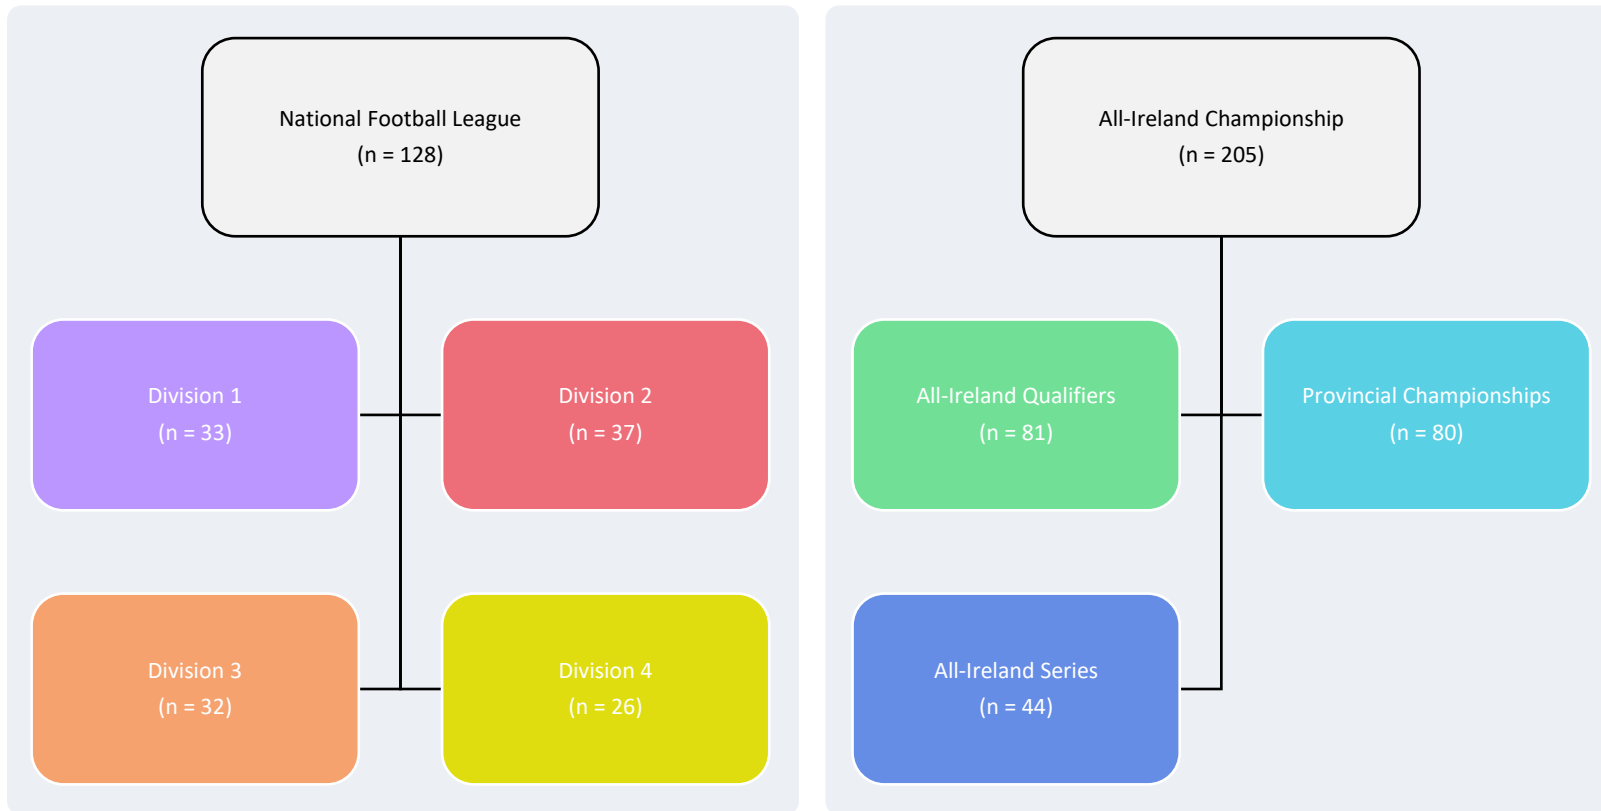 National Football League
(n = 128)
Division 1
(n = 33)
Division 2
(n = 37)
Division 3
(n = 32)
Division 4
(n = 26)
All-Ireland Championship
(n = 205)
All-Ireland Qualifiers
(n = 81)
Provincial Championships
(n = 80)
All-Ireland Series
(n = 44)